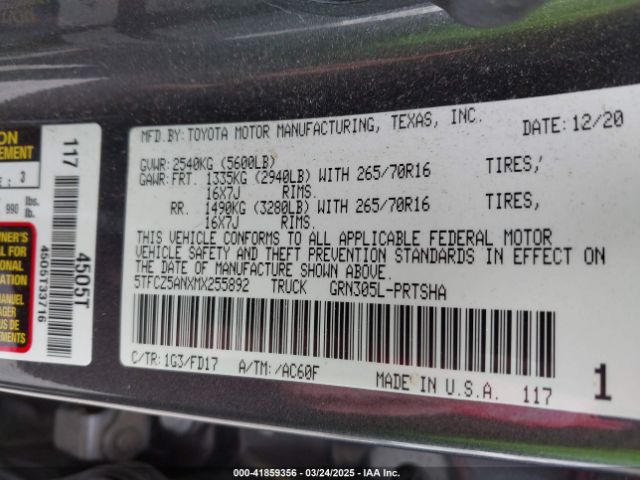 MFD.BY: TOYOTA MOTOR MANUFACTURING, TEXAS, INC. DATE: 12/20
GVWR: 2540KG (5600LB)
GAWR: FRT. 1335KG (2940LB) WITH 265/70R16 TIRES,
16X7J RIMS.
RR. 1490KG (3280LB) WITH 265/70R16 TIRES,
16X7J RIMS.
THIS VEHICLE CONFORMS TO ALL APPLICABLE FEDERAL MOTOR
VEHICLE SAFETY AND THEFT PREVENTION STANDARDS IN EFFECT ON
THE DATE OF MANUFACTURE SHOWN ABOVE.
5TFCZ5ANXMX255892 TRUCK GRN305L-PRTSHA
C/TR: 1G3/FD17 A/TM: /AC60F
MADE IN U.S.A. 117
1
117
4505T
4505T33716
: 3
990 lbs.
lb.
000-41859356 | 03/24/2025 | IAA Inc.